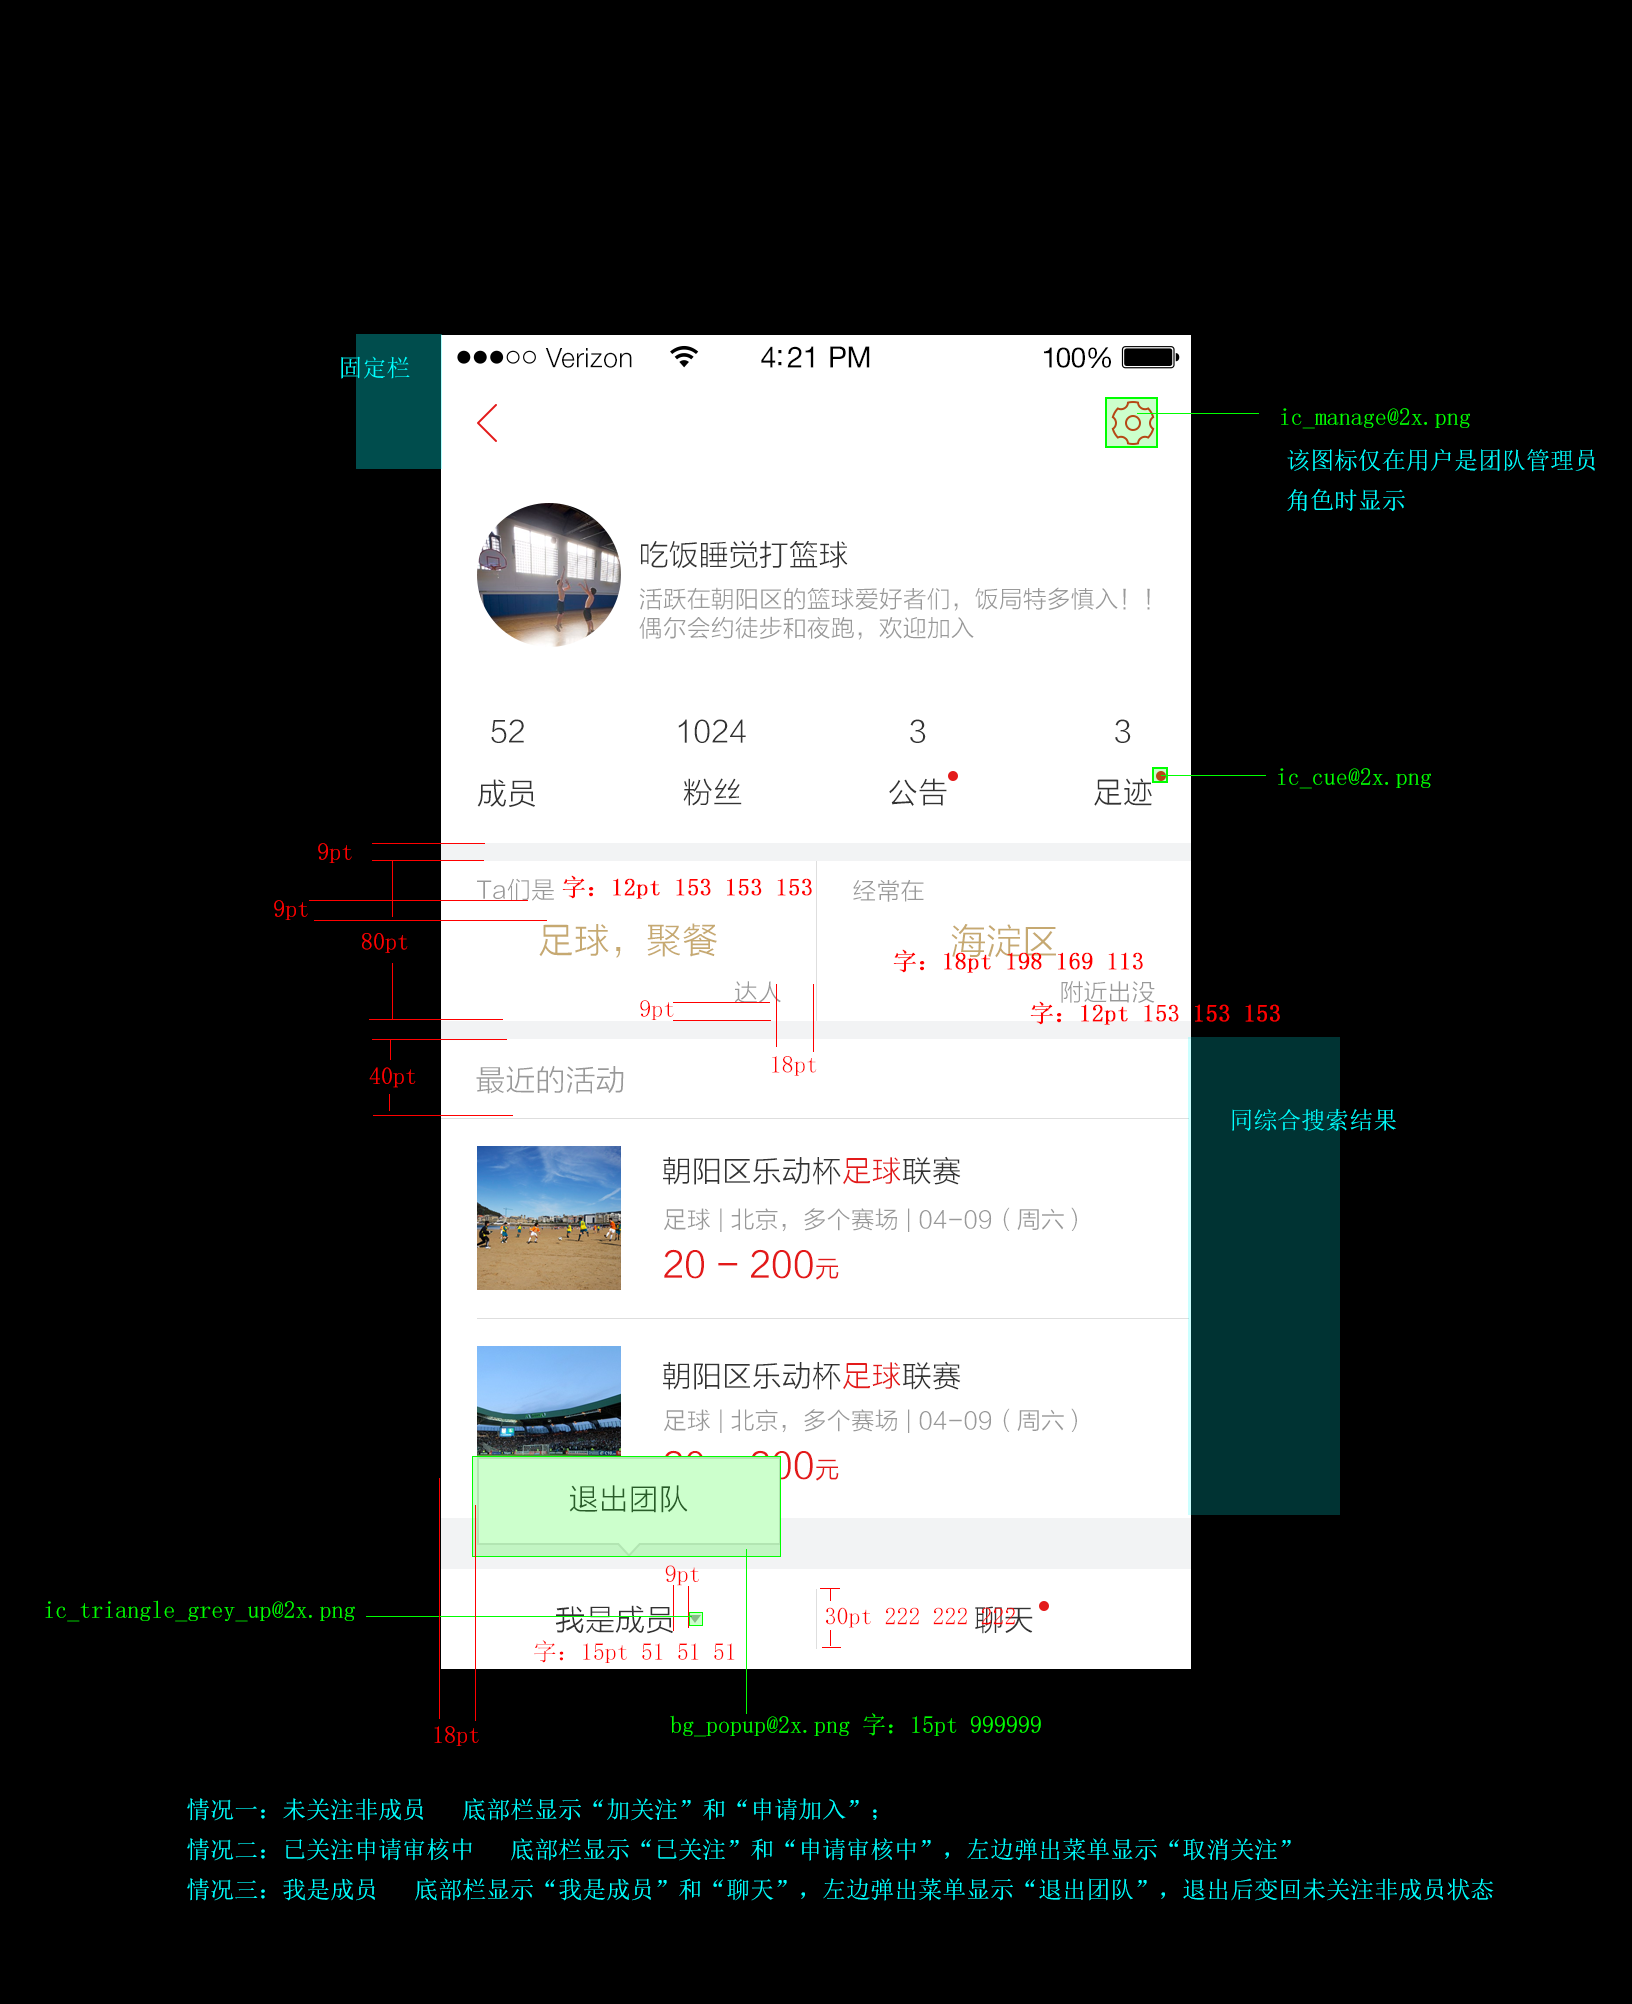 固定栏
Verizon
4:21 PM
100%
ic_manage@2x.png
该图标仅在用户是团队管理员
角色时显示
吃饭睡觉打篮球
活跃在朝阳区的篮球爱好者们，饭局特多慎入！！
偶尔会约徒步和夜跑，欢迎加入
52
1024
3
3
成员
粉丝
公告
足迹
ic_cue@2x.png
9pt
Ta们是
字：12pt 153 153 153
经常在
9pt
80pt
足球，聚餐
海淀区
字：18pt 198 169 113
达人
附近出没
9pt
字：12pt 153 153 153
18pt
40pt
最近的活动
同综合搜索结果
朝阳区乐动杯足球联赛
足球 | 北京，多个赛场 | 04-09（周六）
20 - 200元
朝阳区乐动杯足球联赛
足球 | 北京，多个赛场 | 04-09（周六）
20 - 200元
退出团队
9pt
ic_triangle_grey_up@2x.png
我是成员
30pt 222 222 222
聊天
字：15pt 51 51 51
18pt
bg_popup@2x.png 字：15pt 999999
情况一：未关注非成员 底部栏显示“加关注”和“申请加入”；
情况二：已关注申请审核中 底部栏显示“已关注”和“申请审核中”，左边弹出菜单显示“取消关注”
情况三：我是成员 底部栏显示“我是成员”和“聊天”，左边弹出菜单显示“退出团队”，退出后变回未关注非成员状态